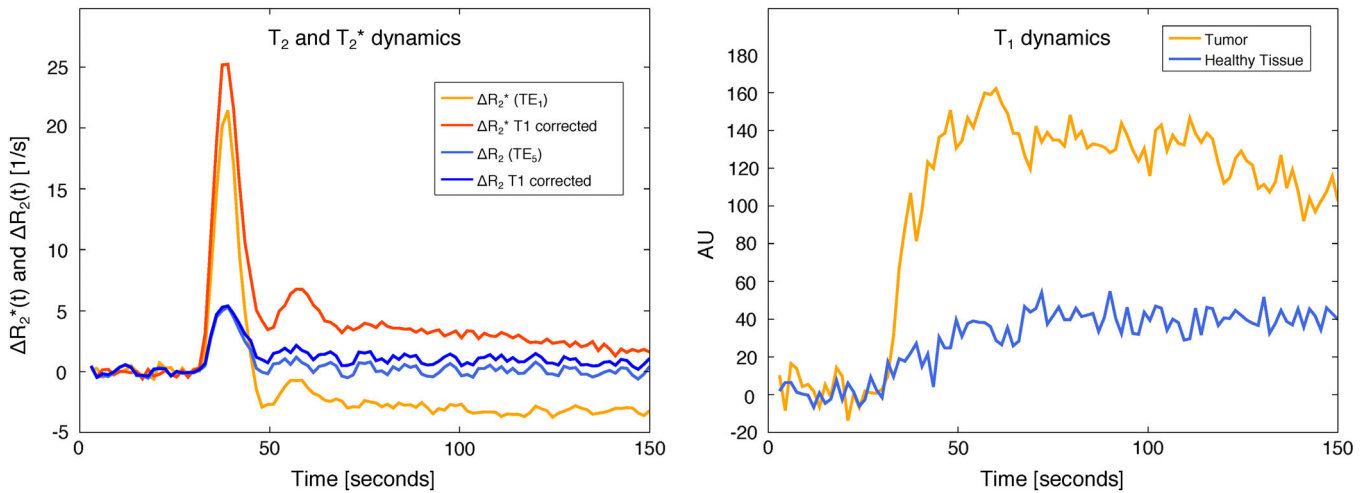 T₂ and T₂* dynamics
25
20
15
10
5
0
-5
ΔR₂*(t) and ΔR₂(t) [1/s]
ΔR₂* (TE₁)
ΔR₂* T1 corrected
ΔR₂ (TE₅)
ΔR₂ T1 corrected
0 50 100 150
Time [seconds]
T₁ dynamics
180
160
140
120
100
80
60
40
20
0
-20
AU
Tumor
Healthy Tissue
0 50 100 150
Time [seconds]